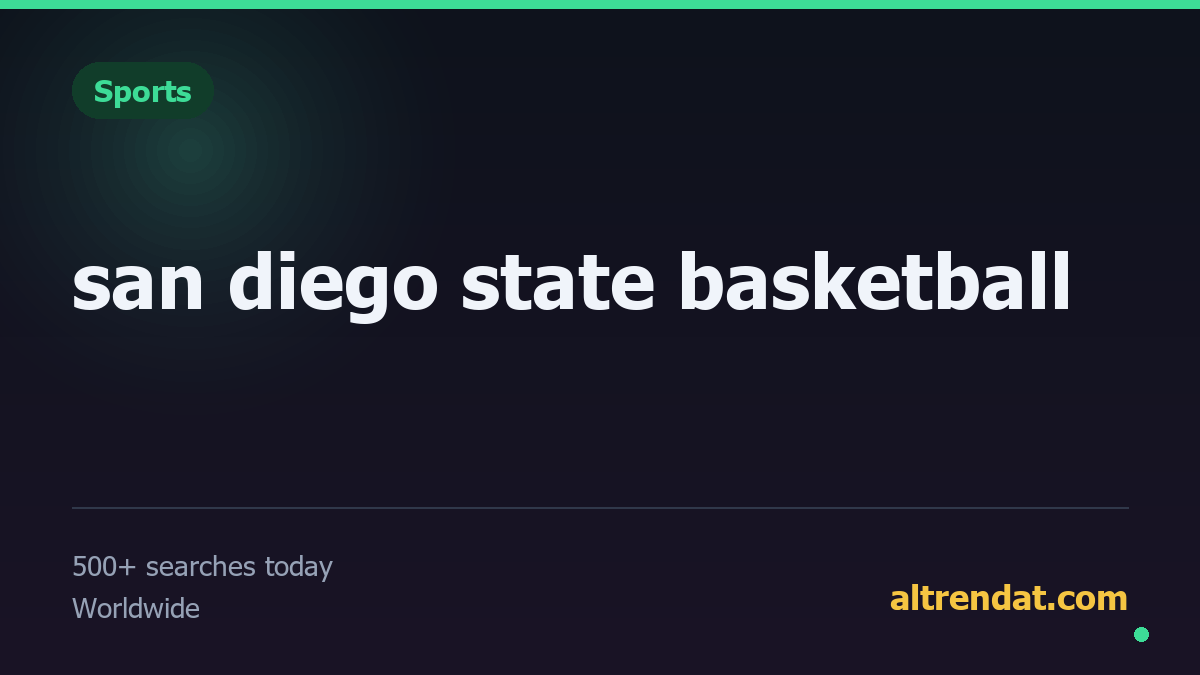 Sports
san diego state basketball
500+ searches today
Worldwide
altrendat.com